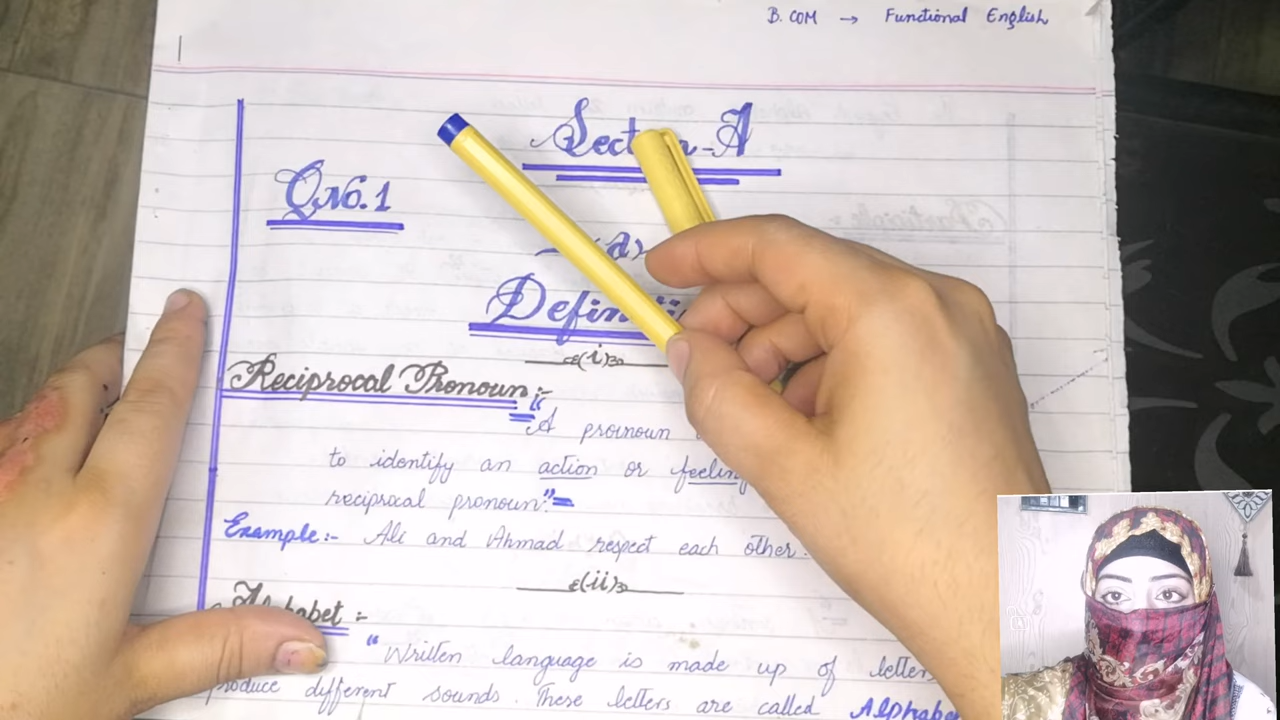 B.COM → Functional English
Section-A
Q No. 1
(a)
Definiti
(i)
Reciprocal Pronoun :-
"A pronoun
to identify an action or feeling
reciprocal pronoun."
Example :- Ali and Ahmad respect each other.
(ii)
Alphabet :-
"Written language is made up of letters
produce different sounds. These letters are called Alphabe